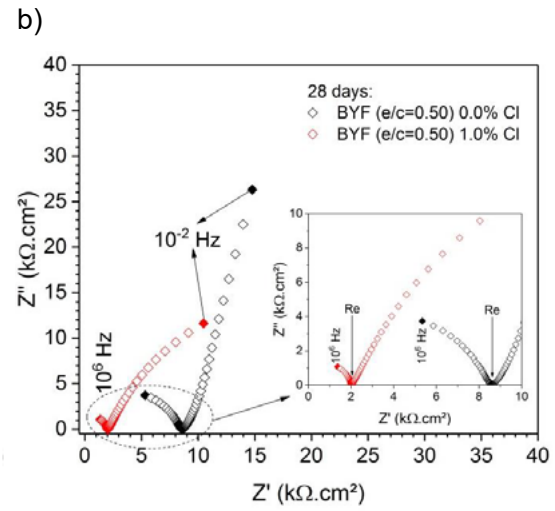 b)
40
35
30
25
20
15
10
5
0
Z'' (kΩ.cm²)
28 days:
BYF (e/c=0.50) 0.0% Cl
BYF (e/c=0.50) 1.0% Cl
10⁻² Hz
10⁶ Hz
10
8
6
4
2
0
Z'' (kΩ.cm²)
Re
Re
10⁶ Hz
10⁶ Hz
0 2 4 6 8 10
Z' (kΩ.cm²)
0 5 10 15 20 25 30 35 40
Z' (kΩ.cm²)